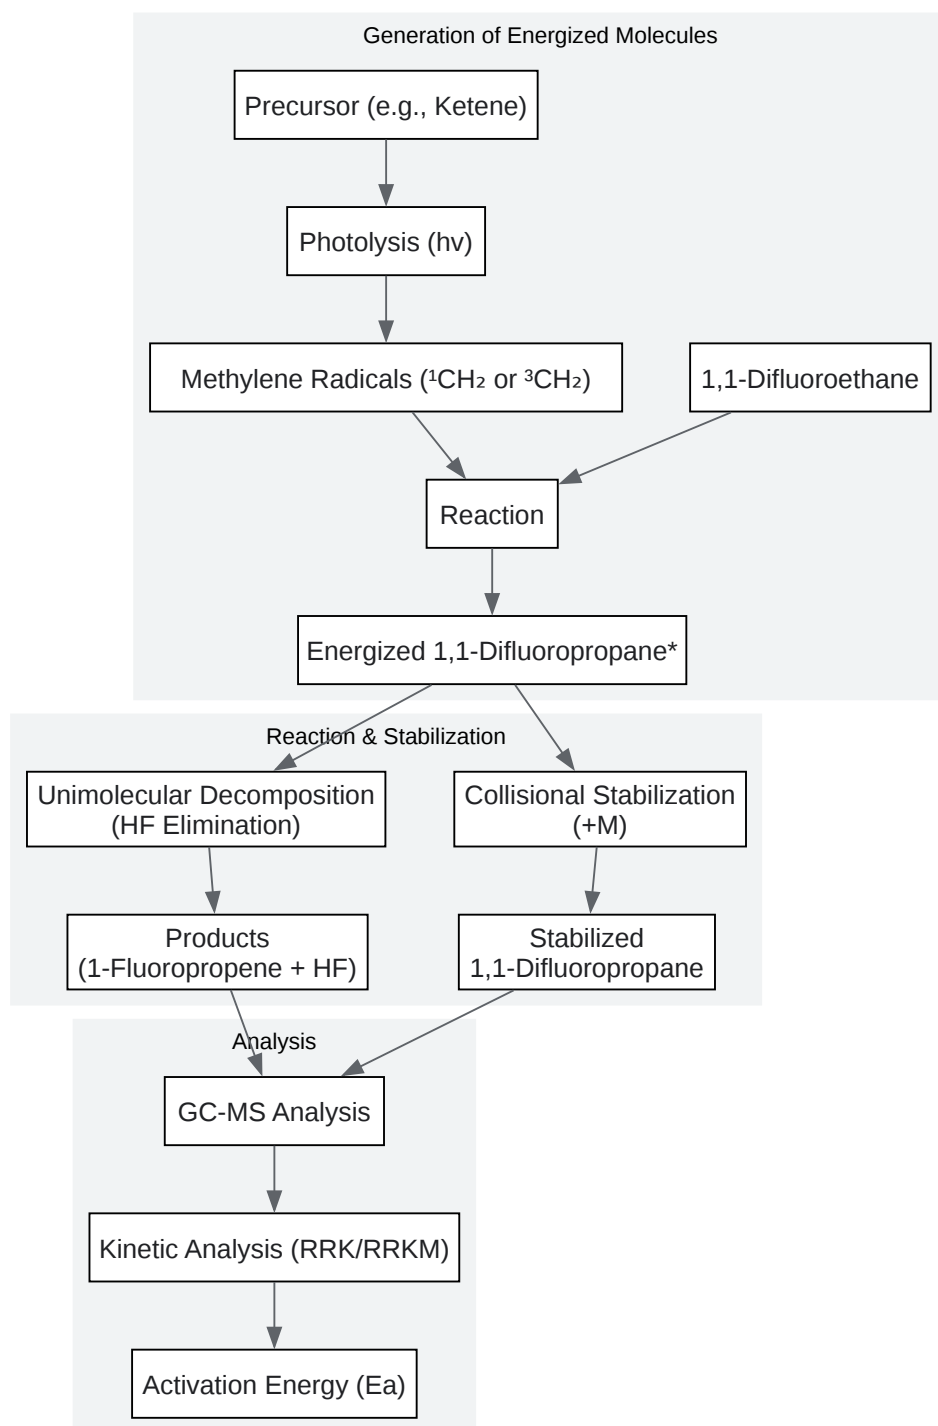 Generation of Energized Molecules
Precursor (e.g., Ketene)
Photolysis (hv)
Methylene Radicals (¹CH₂ or ³CH₂)
1,1-Difluoroethane
Reaction
Energized 1,1-Difluoropropane*
Reaction & Stabilization
Unimolecular Decomposition
(HF Elimination)
Collisional Stabilization
(+M)
Products
(1-Fluoropropene + HF)
Stabilized
1,1-Difluoropropane
Analysis
GC-MS Analysis
Kinetic Analysis (RRK/RRKM)
Activation Energy (Ea)